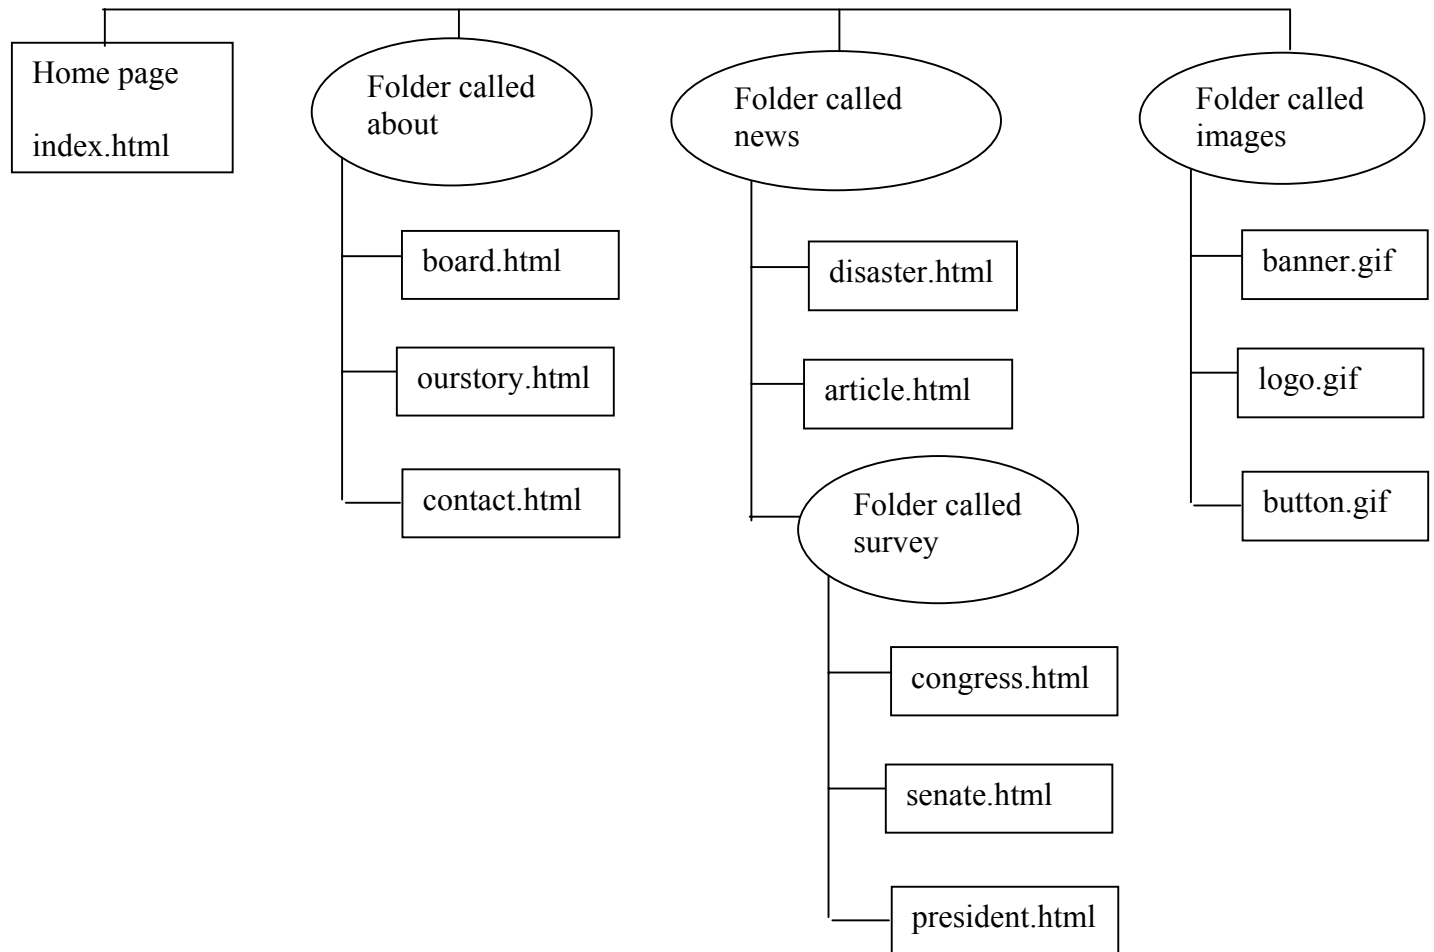 Home page
index.html
Folder called
about
board.html
ourstory.html
contact.html
Folder called
news
disaster.html
article.html
Folder called
survey
congress.html
senate.html
president.html
Folder called
images
banner.gif
logo.gif
button.gif